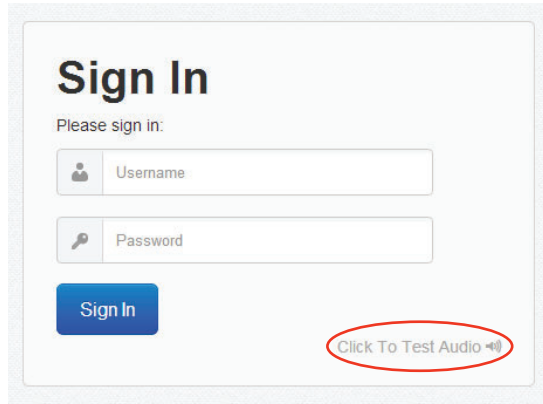 Sign In
Please sign in:
Username
Password
Sign In
Click To Test Audio